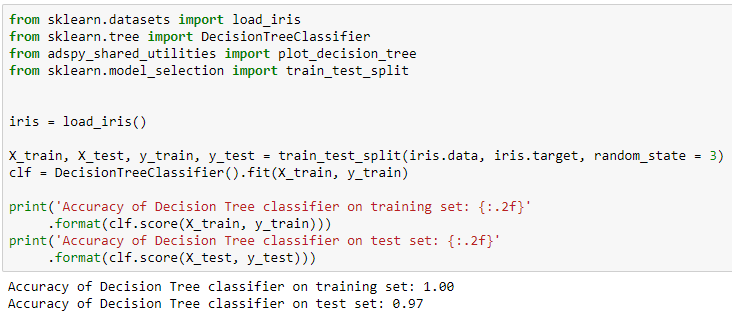 from sklearn.datasets import load_iris
from sklearn.tree import DecisionTreeClassifier
from adspy_shared_utilities import plot_decision_tree
from sklearn.model_selection import train_test_split
iris = load_iris()
X_train, X_test, y_train, y_test = train_test_split(iris.data, iris.target, random_state = 3)
clf = DecisionTreeClassifier().fit(X_train, y_train)
print('Accuracy of Decision Tree classifier on training set: {:.2f}'
     .format(clf.score(X_train, y_train)))
print('Accuracy of Decision Tree classifier on test set: {:.2f}'
     .format(clf.score(X_test, y_test)))
Accuracy of Decision Tree classifier on training set: 1.00
Accuracy of Decision Tree classifier on test set: 0.97